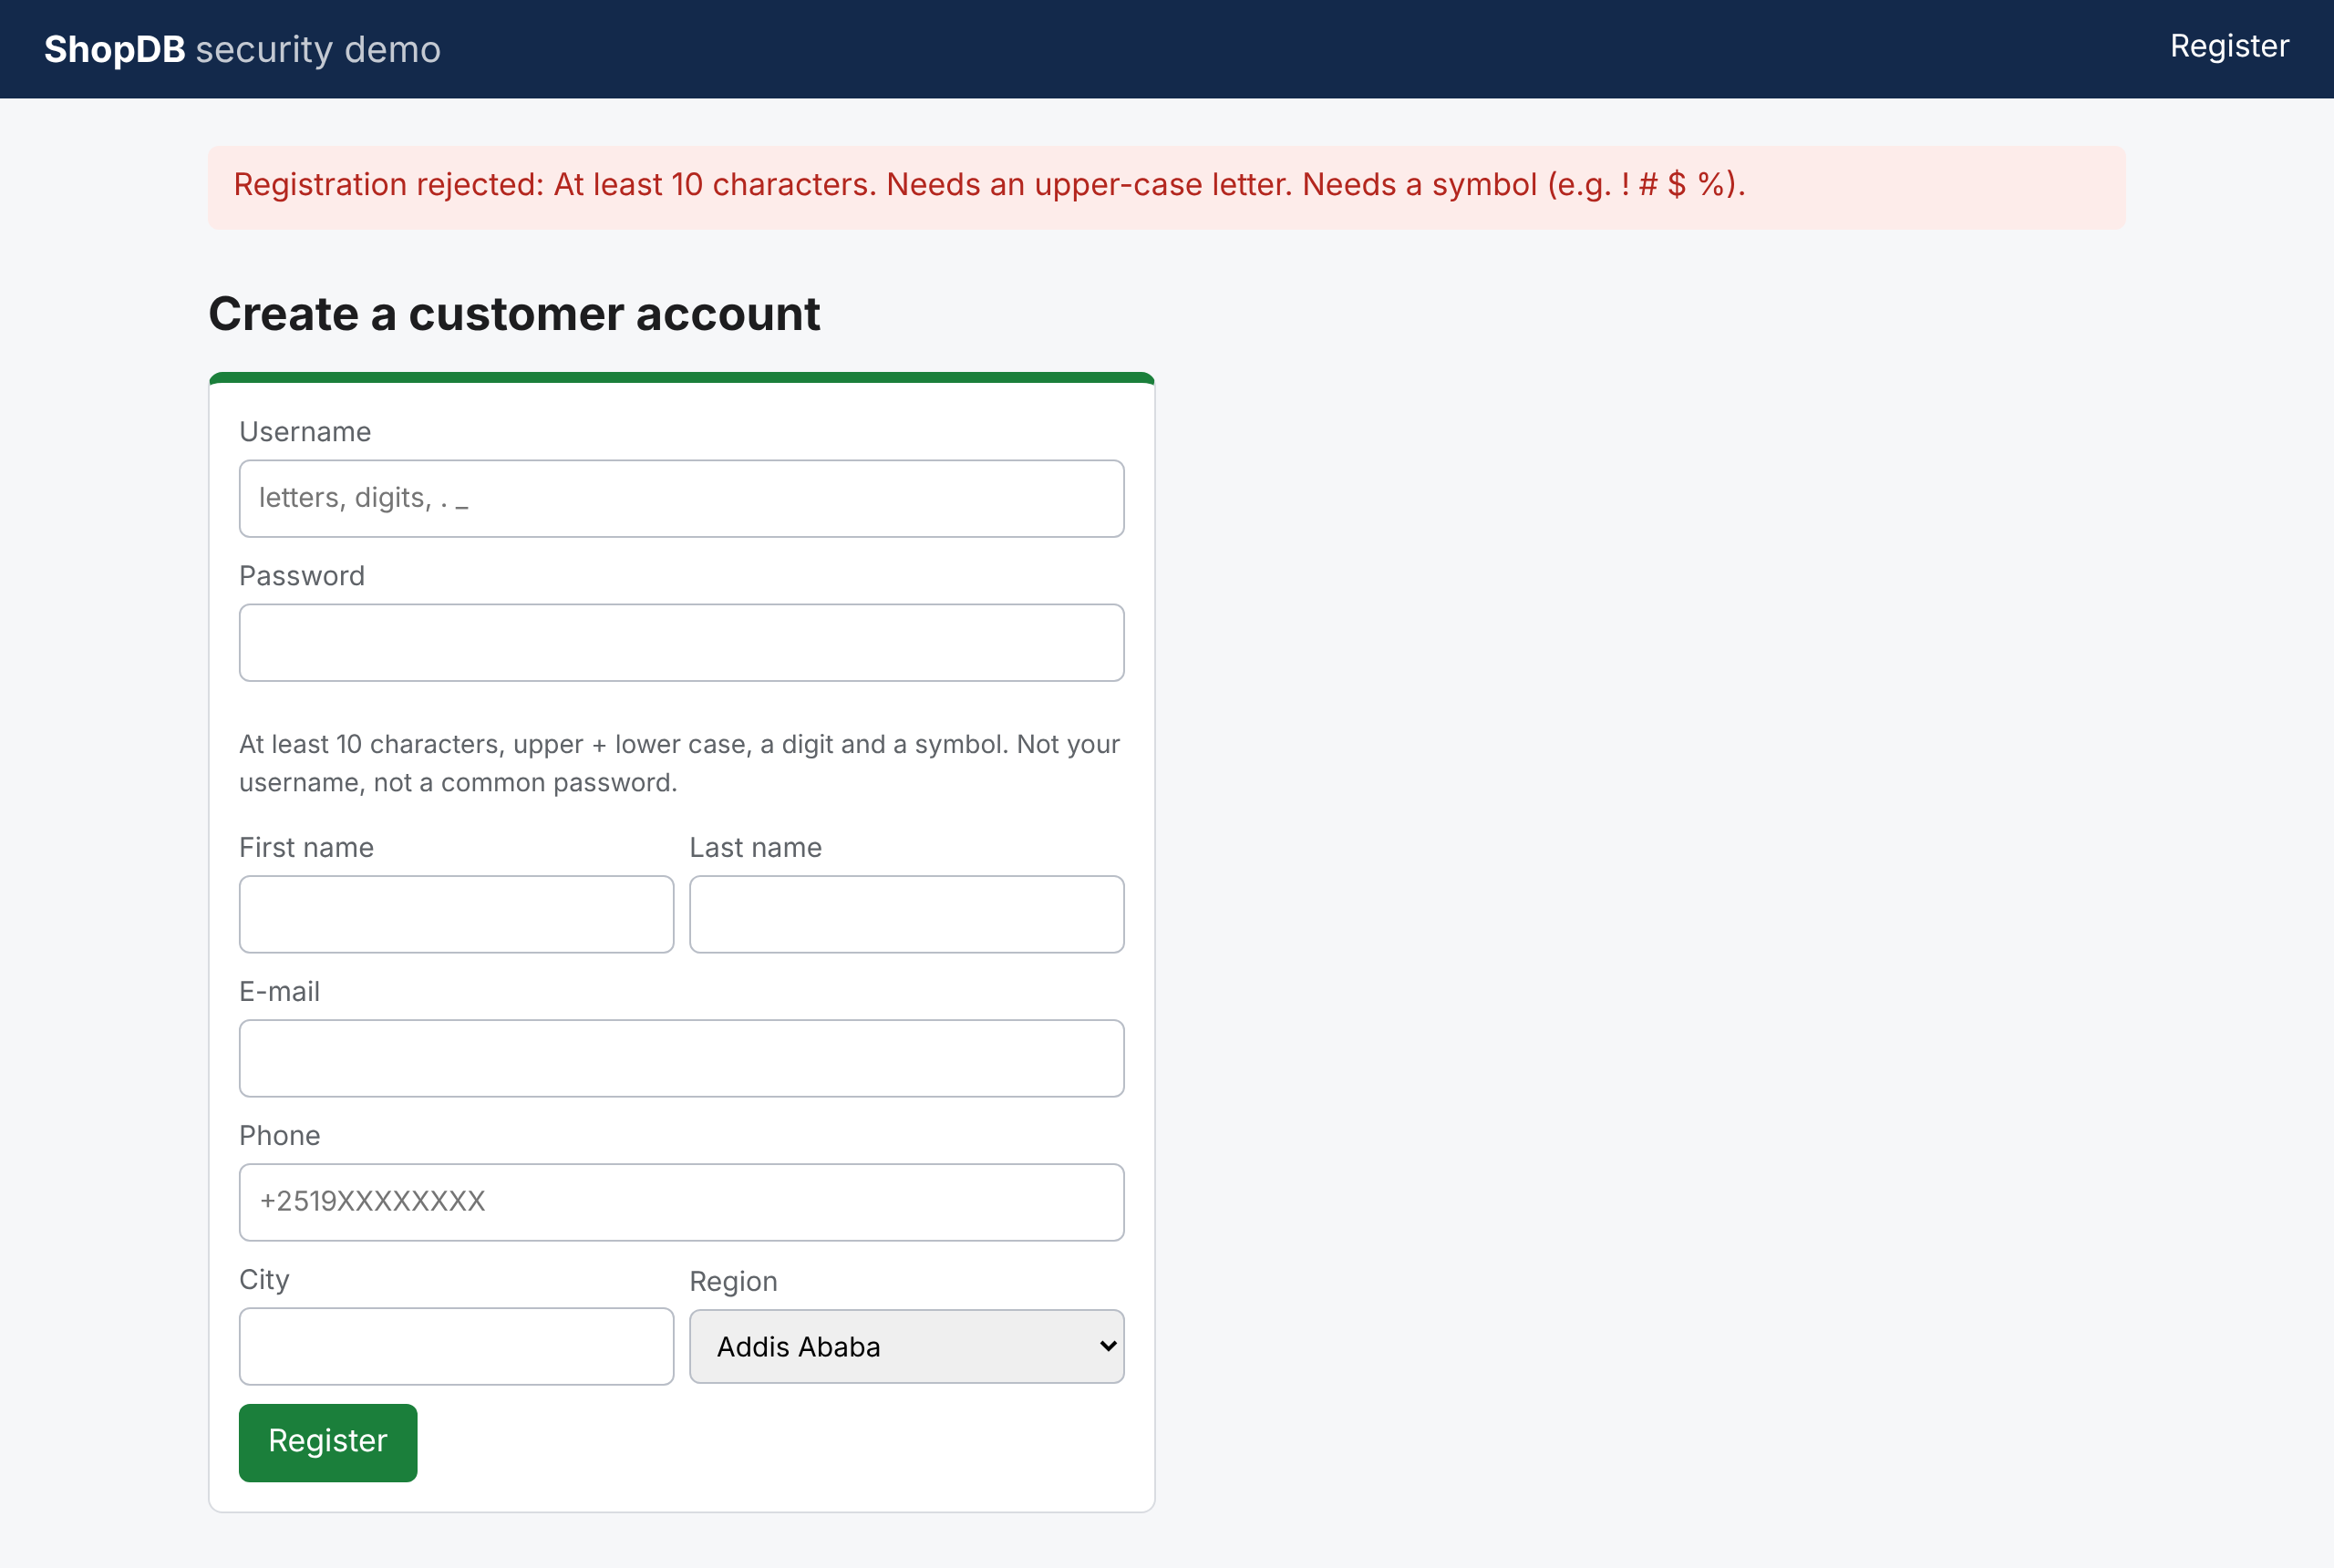 ShopDB security demo
Register
Registration rejected: At least 10 characters. Needs an upper-case letter. Needs a symbol (e.g. ! # $ %).
Create a customer account
Username
letters, digits, . _
Password
At least 10 characters, upper + lower case, a digit and a symbol. Not your
username, not a common password.
First name
Last name
E-mail
Phone
+2519XXXXXXXX
City
Region
Addis Ababa
Register